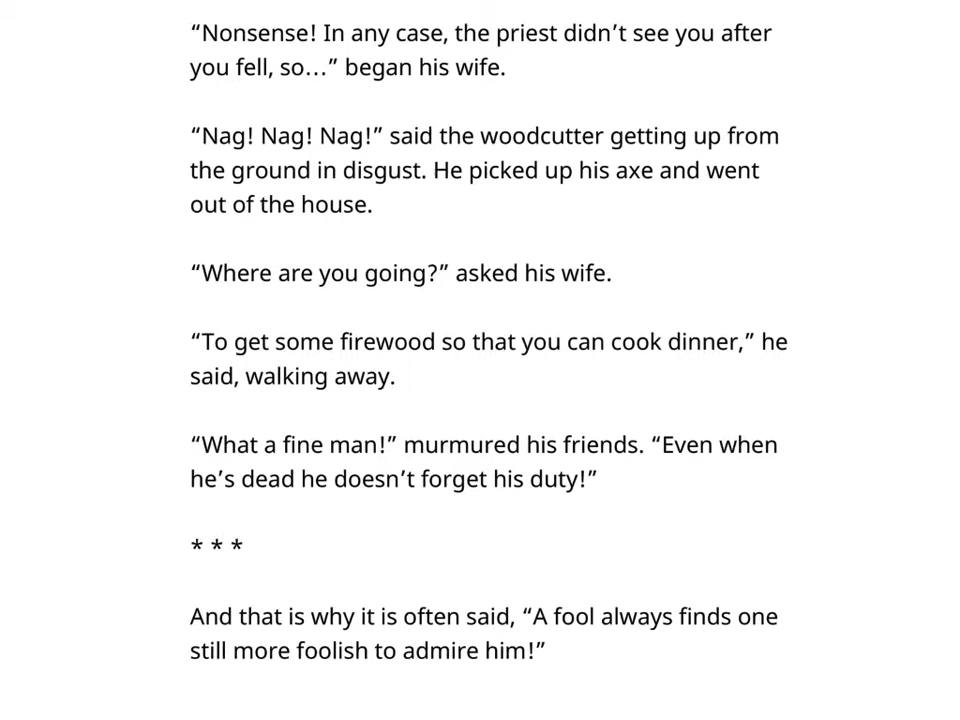 “Nonsense! In any case, the priest didn’t see you after
you fell, so…” began his wife.
“Nag! Nag! Nag!” said the woodcutter getting up from
the ground in disgust. He picked up his axe and went
out of the house.
“Where are you going?” asked his wife.
“To get some firewood so that you can cook dinner,” he
said, walking away.
“What a fine man!” murmured his friends. “Even when
he’s dead he doesn’t forget his duty!”
* * *
And that is why it is often said, “A fool always finds one
still more foolish to admire him!”